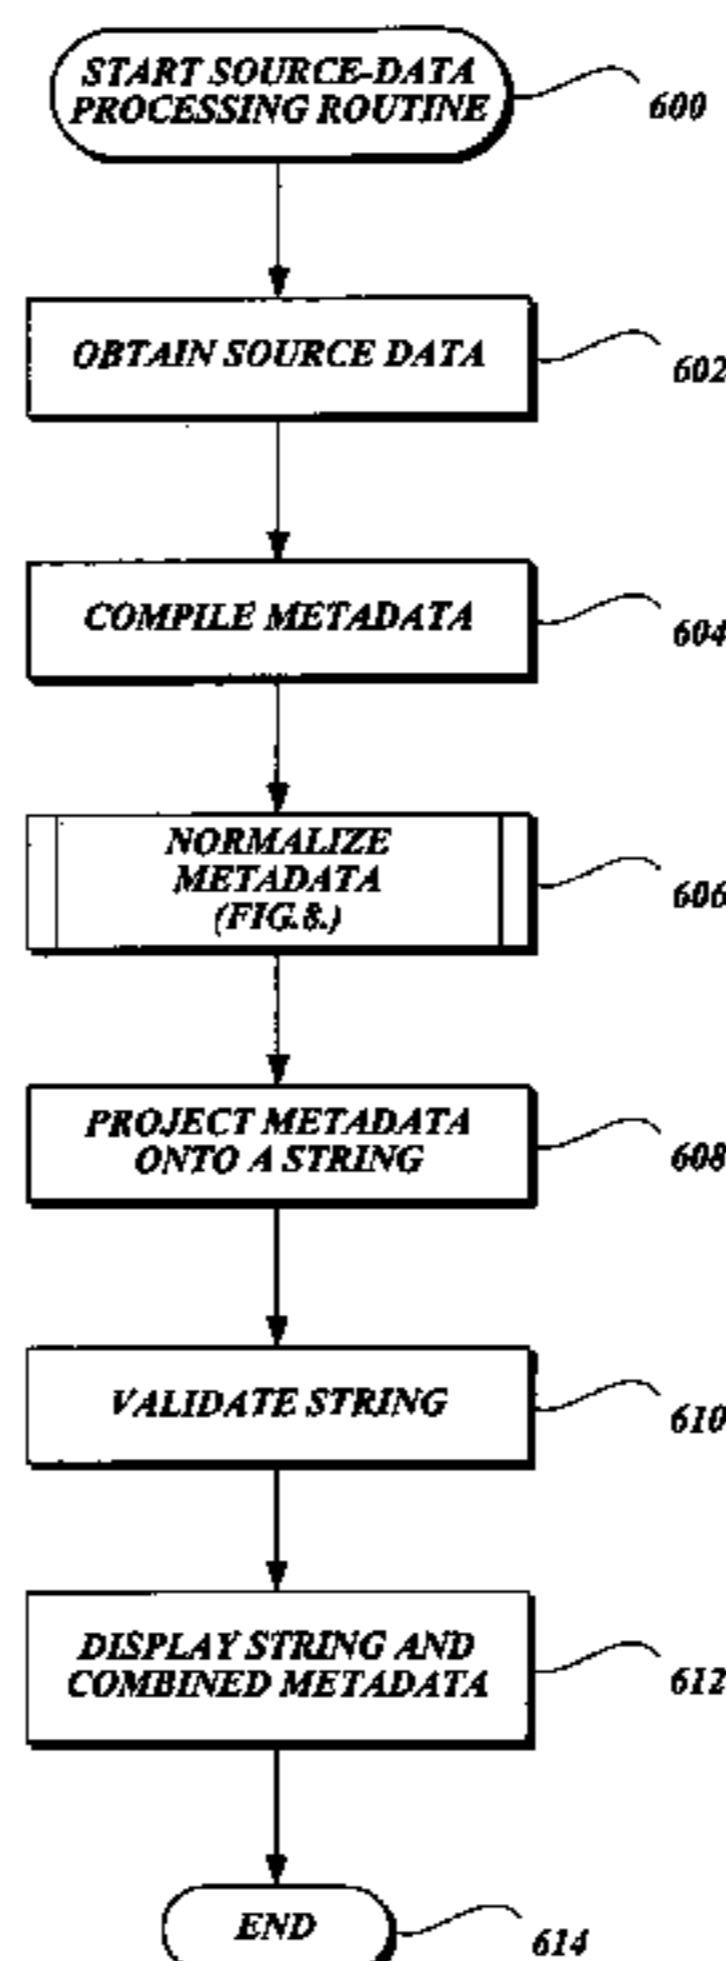 START SOURCE-DATA
PROCESSING ROUTINE
600
OBTAIN SOURCE DATA
602
COMPILE METADATA
604
NORMALIZE
METADATA
(FIG.8.)
606
PROJECT METADATA
ONTO A STRING
608
VALIDATE STRING
610
DISPLAY STRING AND
COMBINED METADATA
612
END
614